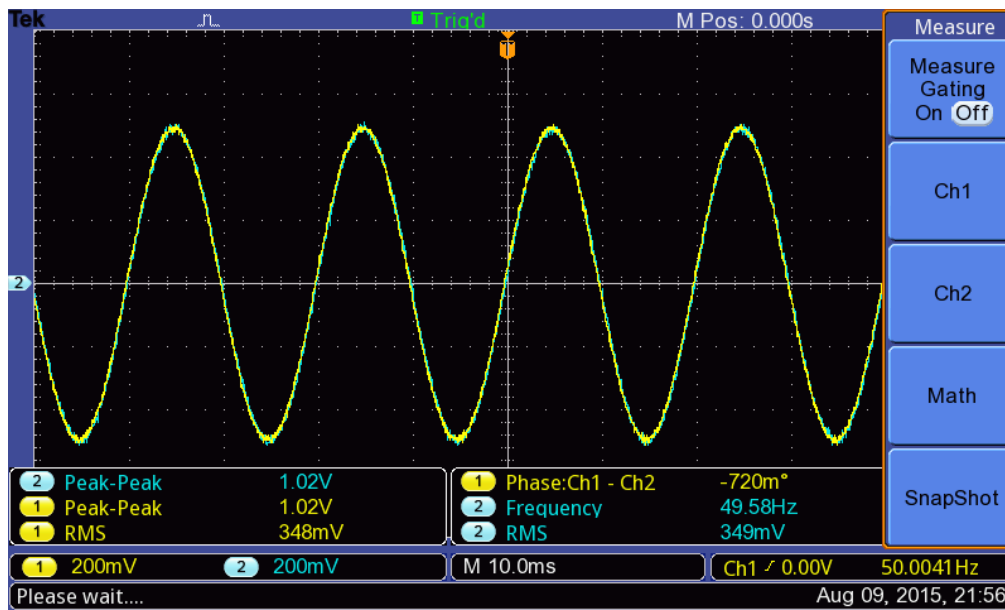 Tek
T Trig'd
M Pos: 0.000s
Measure
T
Measure
Gating
On Off
Ch1
2
Ch2
Math
SnapShot
2 Peak-Peak 1.02V
1 Peak-Peak 1.02V
1 RMS 348mV
1 Phase:Ch1 - Ch2 -720m°
2 Frequency 49.58Hz
2 RMS 349mV
1 200mV 2 200mV M 10.0ms Ch1 0.00V 50.0041Hz
Please wait.... Aug 09, 2015, 21:56